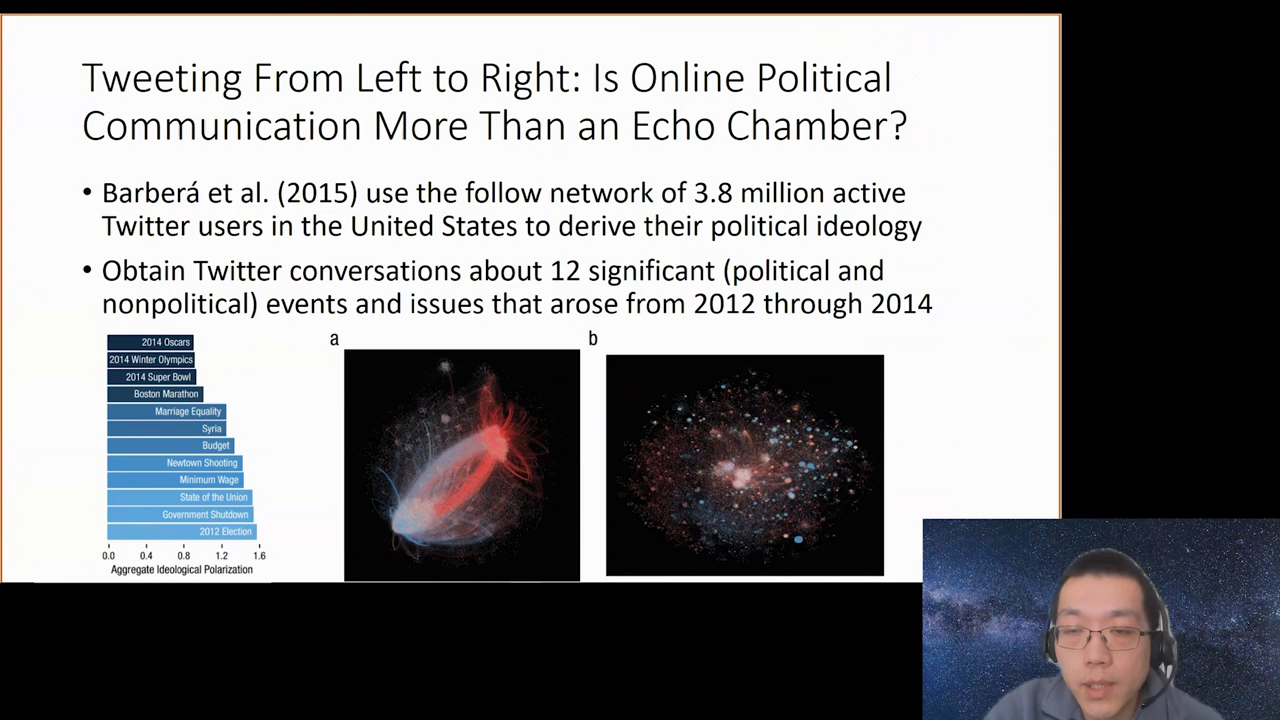 Tweeting From Left to Right: Is Online Political
Communication More Than an Echo Chamber?
• Barberá et al. (2015) use the follow network of 3.8 million active
Twitter users in the United States to derive their political ideology
• Obtain Twitter conversations about 12 significant (political and
nonpolitical) events and issues that arose from 2012 through 2014
2014 Oscars
2014 Winter Olympics
2014 Super Bowl
Boston Marathon
Marriage Equality
Syria
Budget
Newtown Shooting
Minimum Wage
State of the Union
Government Shutdown
2012 Election
0.0 0.4 0.8 1.2 1.6
Aggregate Ideological Polarization
a
b